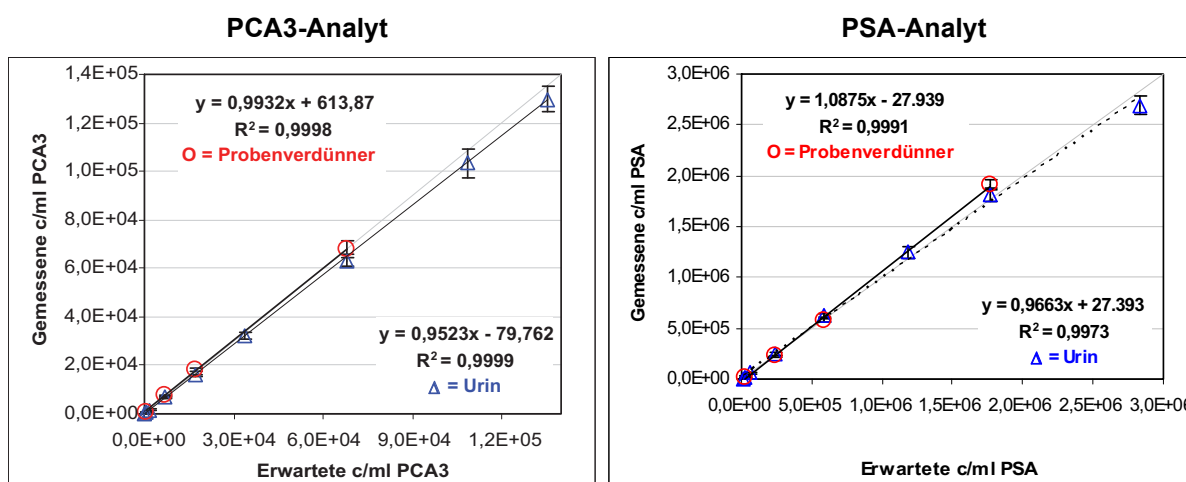 PCA3-Analyt
1,4E+05
1,2E+05
1,0E+04
8,0E+04
6,0E+04
4,0E+04
2,0E+04
0,0E+00
Gemessene c/ml PCA3
y = 0,9932x + 613,87
R² = 0,9998
O = Probenverdünner
y = 0,9523x - 79,762
R² = 0,9999
Δ = Urin
0,0E+00 3,0E+04 6,0E+04 9,0E+04 1,2E+05
Erwartete c/ml PCA3
PSA-Analyt
3,0E+06
2,5E+06
2,0E+06
1,5E+06
1,0E+06
5,0E+05
0,0E+00
Gemessene c/ml PSA
y = 1,0875x - 27.939
R² = 0,9991
O = Probenverdünner
y = 0,9663x + 27.393
R² = 0,9973
Δ = Urin
0,0E+00 5,0E+05 1,0E+06 1,5E+06 2,0E+06 3,0E+06
Erwartete c/ml PSA